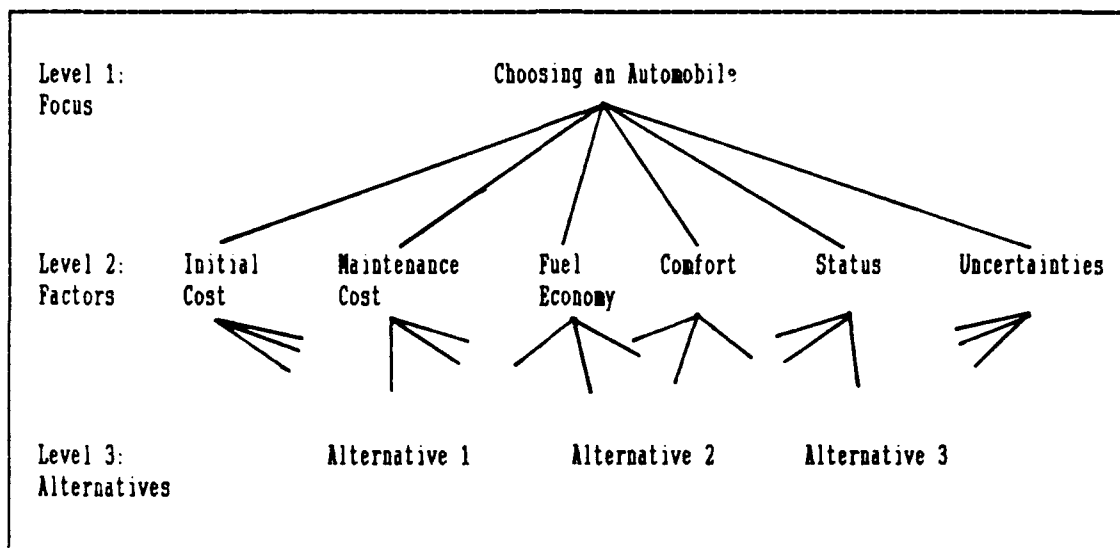 Level 1: Choosing an Automobile
Focus
Level 2: Initial Maintenance Fuel Comfort Status Uncertainties
Factors Cost Cost Economy
Level 3: Alternative 1 Alternative 2 Alternative 3
Alternatives